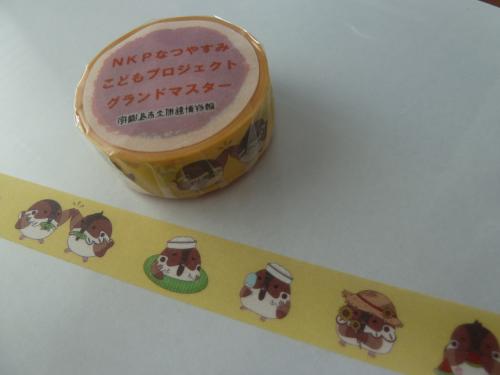 NKPなつやすみ
こどもプロジェクト
グランドマスター